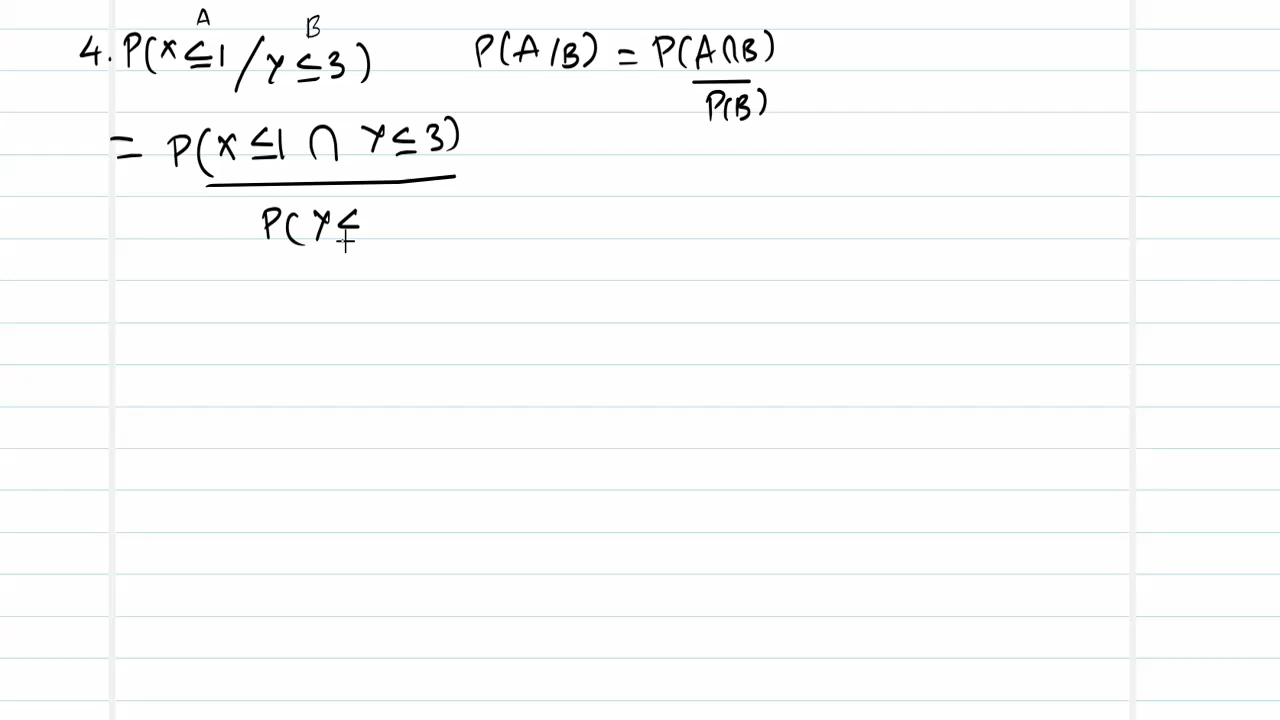 4. P(X ≤ 1 / Y ≤ 3) A B P(A/B) = P(A∩B) / P(B)
= P(X ≤ 1 ∩ Y ≤ 3)
P(Y ≤